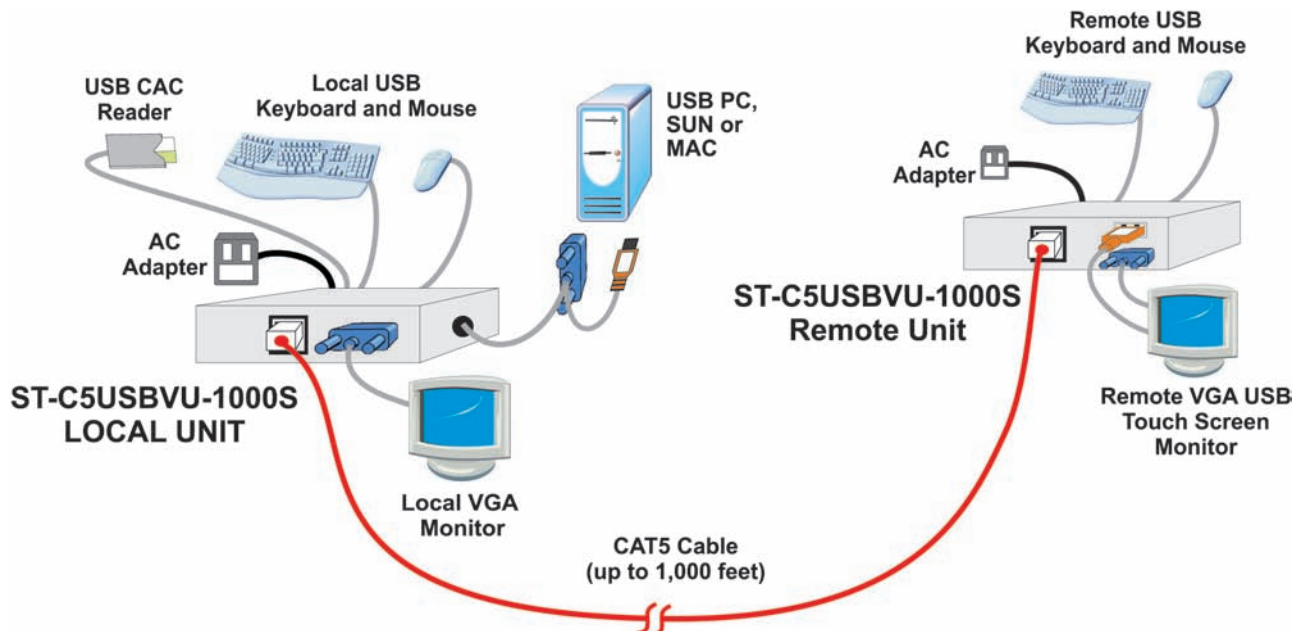 USB CAC
Reader
Local USB
Keyboard and Mouse
USB PC,
SUN or
MAC
AC
Adapter
ST-C5USBVU-1000S
LOCAL UNIT
Local VGA
Monitor
CAT5 Cable
(up to 1,000 feet)
Remote USB
Keyboard and Mouse
AC
Adapter
ST-C5USBVU-1000S
Remote Unit
Remote VGA USB
Touch Screen
Monitor